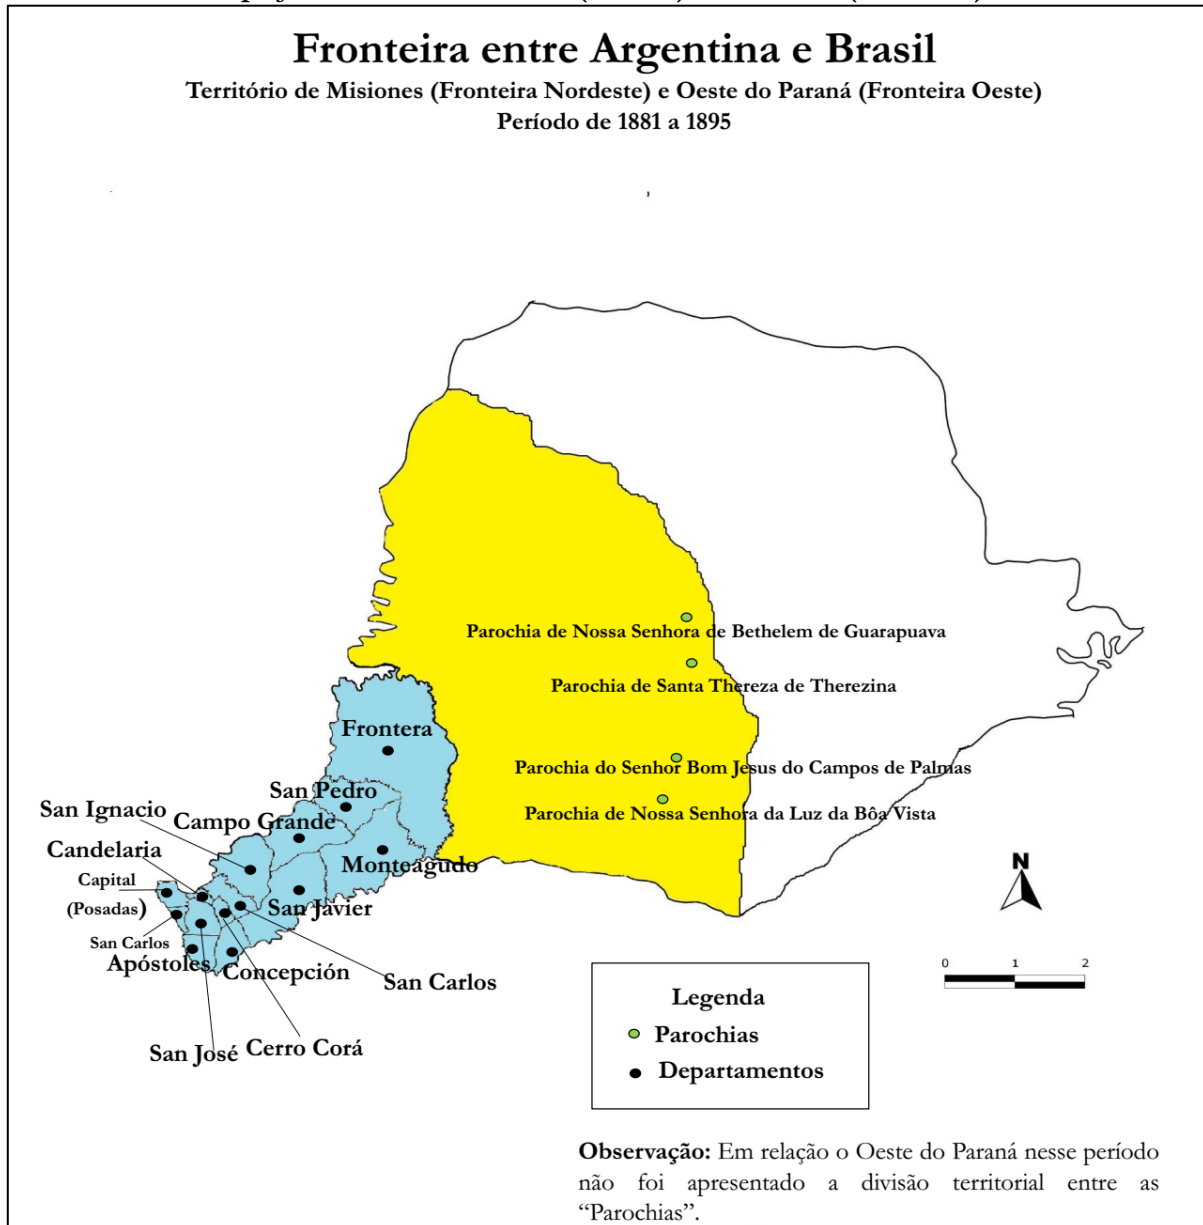 Fronteira entre Argentina e Brasil
Território de Misiones (Fronteira Nordeste) e Oeste do Paraná (Fronteira Oeste)
Período de 1881 a 1895
Parochia de Nossa Senhora de Bethelem de Guarapuava
Parochia de Santa Thereza de Therezina
Frontera
Parochia do Senhor Bom Jesus do Campos de Palmas
San Pedro
San Ignacio
Campo Grande
Parochia de Nossa Senhora da Luz da Bôa Vista
Candelaria
Monteagudo
Capital
(Posadas)
San Javier
San Carlos
Apóstoles
Concepción
San Carlos
San José
Cerro Corá
N
0 1 2
Legenda
Parochias
Departamentos
Observação: Em relação o Oeste do Paraná nesse período
não foi apresentado a divisão territorial entre as
“Parochias”.